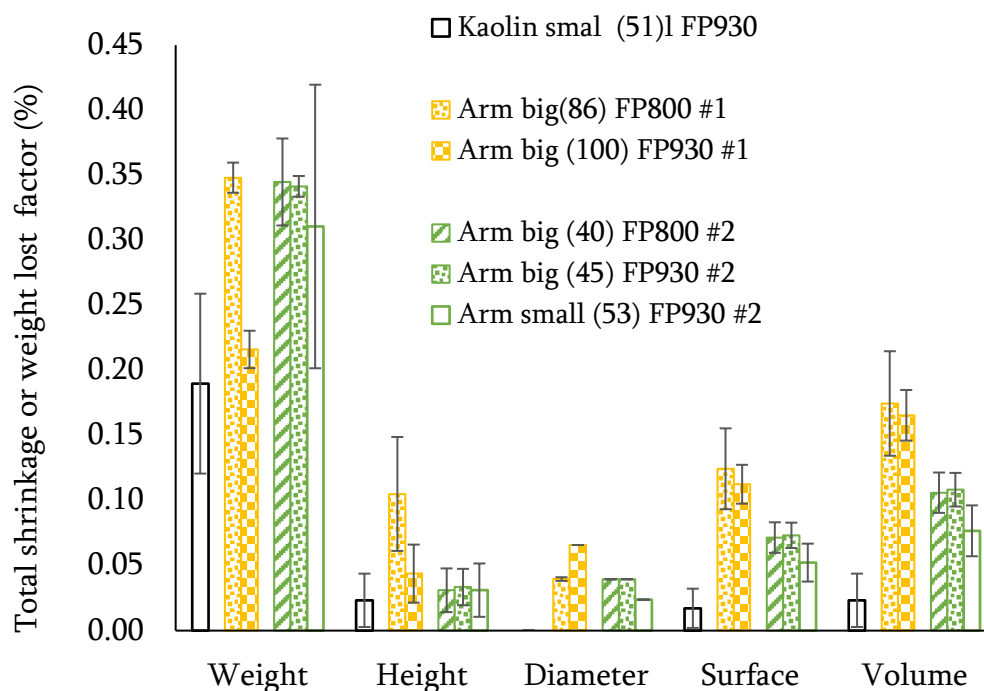 Total shrinkage or weight lost factor (%)
0.45
0.40
0.35
0.30
0.25
0.20
0.15
0.10
0.05
0.00
Kaolin smal (51)l FP930
Arm big(86) FP800 #1
Arm big (100) FP930 #1
Arm big (40) FP800 #2
Arm big (45) FP930 #2
Arm small (53) FP930 #2
Weight Height Diameter Surface Volume